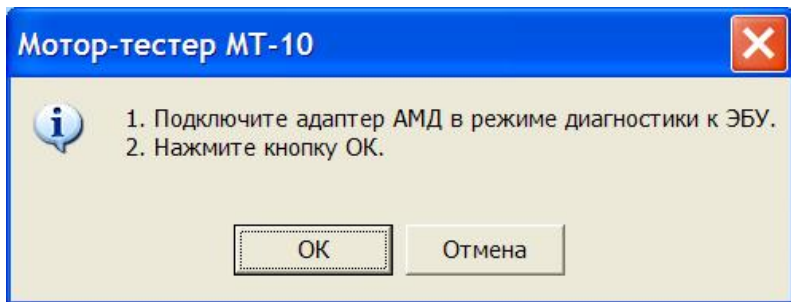 Мотор-тестер МТ-10
1. Подключите адаптер АМД в режиме диагностики к ЭБУ.
2. Нажмите кнопку ОК.
ОК
Отмена